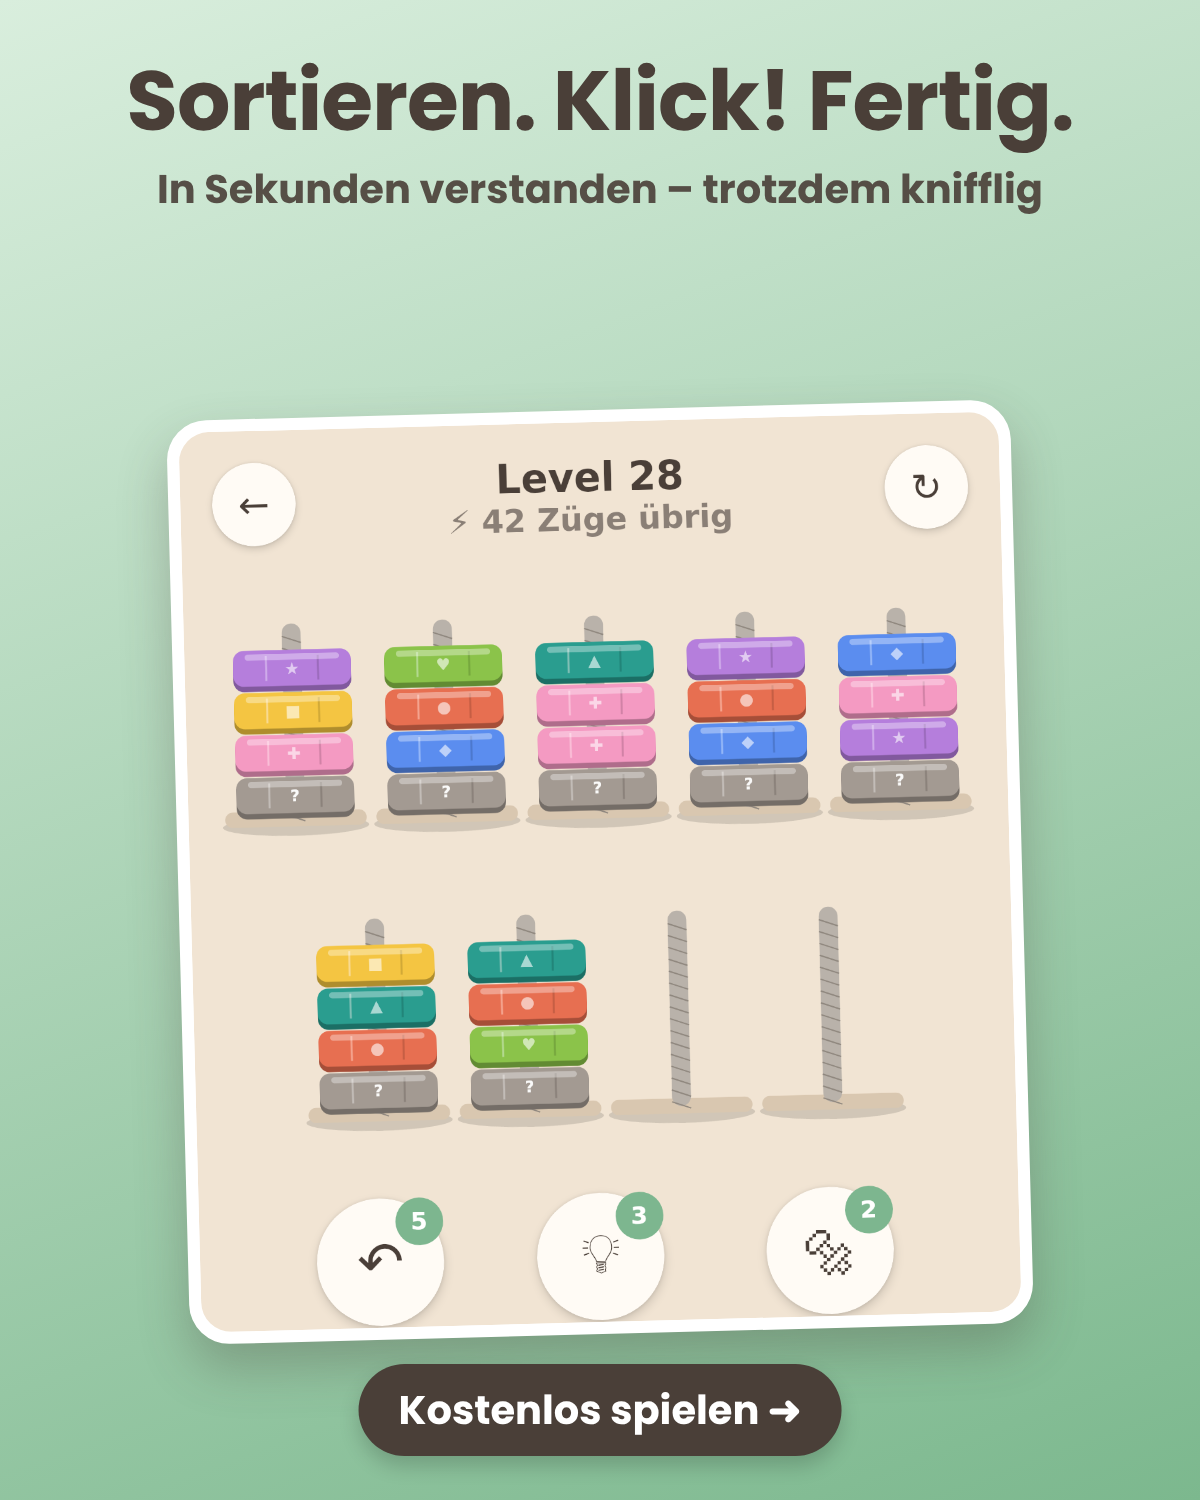 Sortieren. Klick! Fertig.
In Sekunden verstanden – trotzdem knifflig
← Level 28 ↻
⚡ 42 Züge übrig
? ? ? ? ?
? ?
5 3 2
Kostenlos spielen ➜